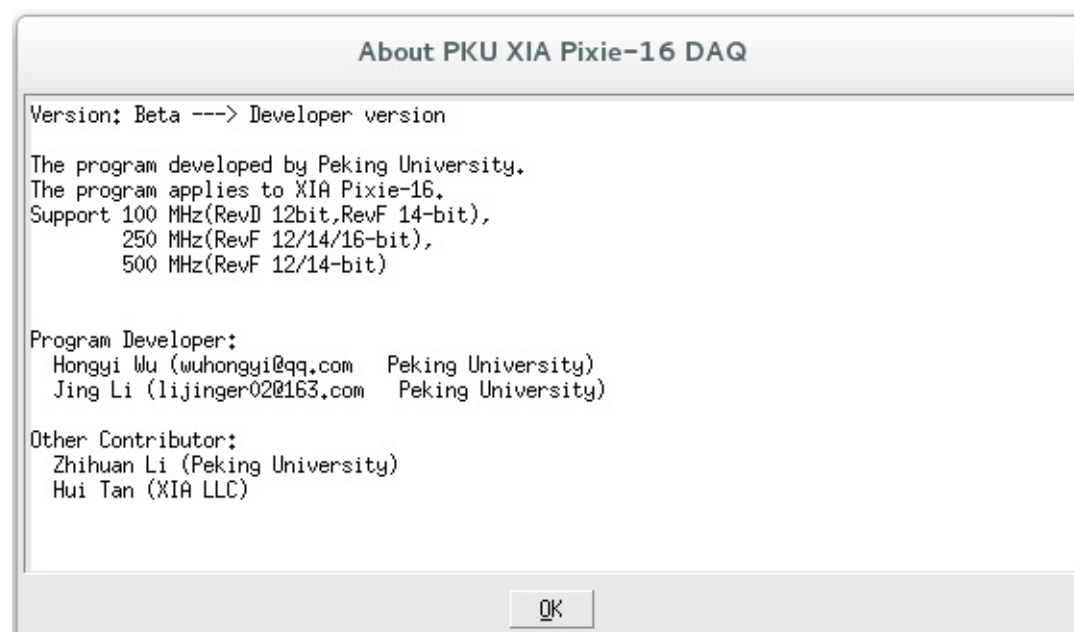 About PKU XIA Pixie-16 DAQ
Version: Beta ---> Developer version
The program developed by Peking University.
The program applies to XIA Pixie-16.
Support 100 MHz(RevD 12bit,RevF 14-bit),
250 MHz(RevF 12/14/16-bit),
500 MHz(RevF 12/14-bit)
Program Developer:
Hongyi Wu (wuhongyi@qq.com   Peking University)
Jing Li (lijinger02@163.com   Peking University)
Other Contributor:
Zhihuan Li (Peking University)
Hui Tan (XIA LLC)
OK